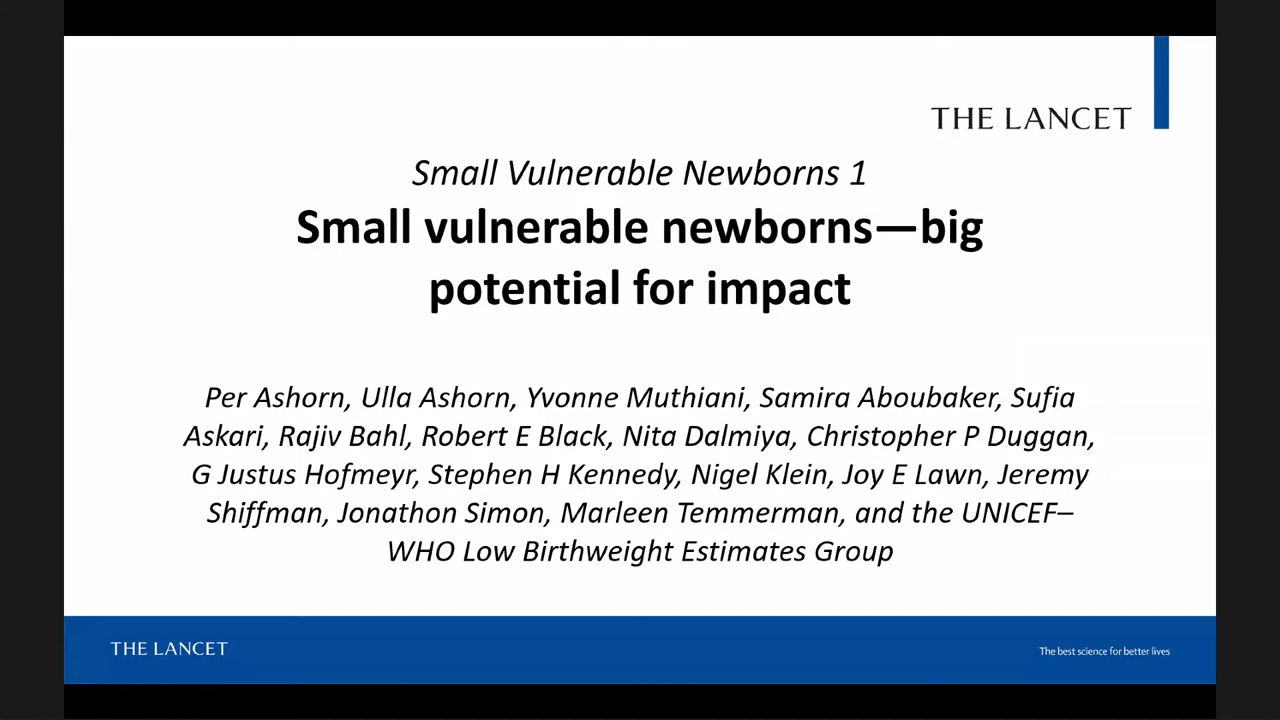 THE LANCET
Small Vulnerable Newborns 1
Small vulnerable newborns—big
potential for impact
Per Ashorn, Ulla Ashorn, Yvonne Muthiani, Samira Aboubaker, Sufia
Askari, Rajiv Bahl, Robert E Black, Nita Dalmiya, Christopher P Duggan,
G Justus Hofmeyr, Stephen H Kennedy, Nigel Klein, Joy E Lawn, Jeremy
Shiffman, Jonathon Simon, Marleen Temmerman, and the UNICEF–
WHO Low Birthweight Estimates Group
THE LANCET
The best science for better lives